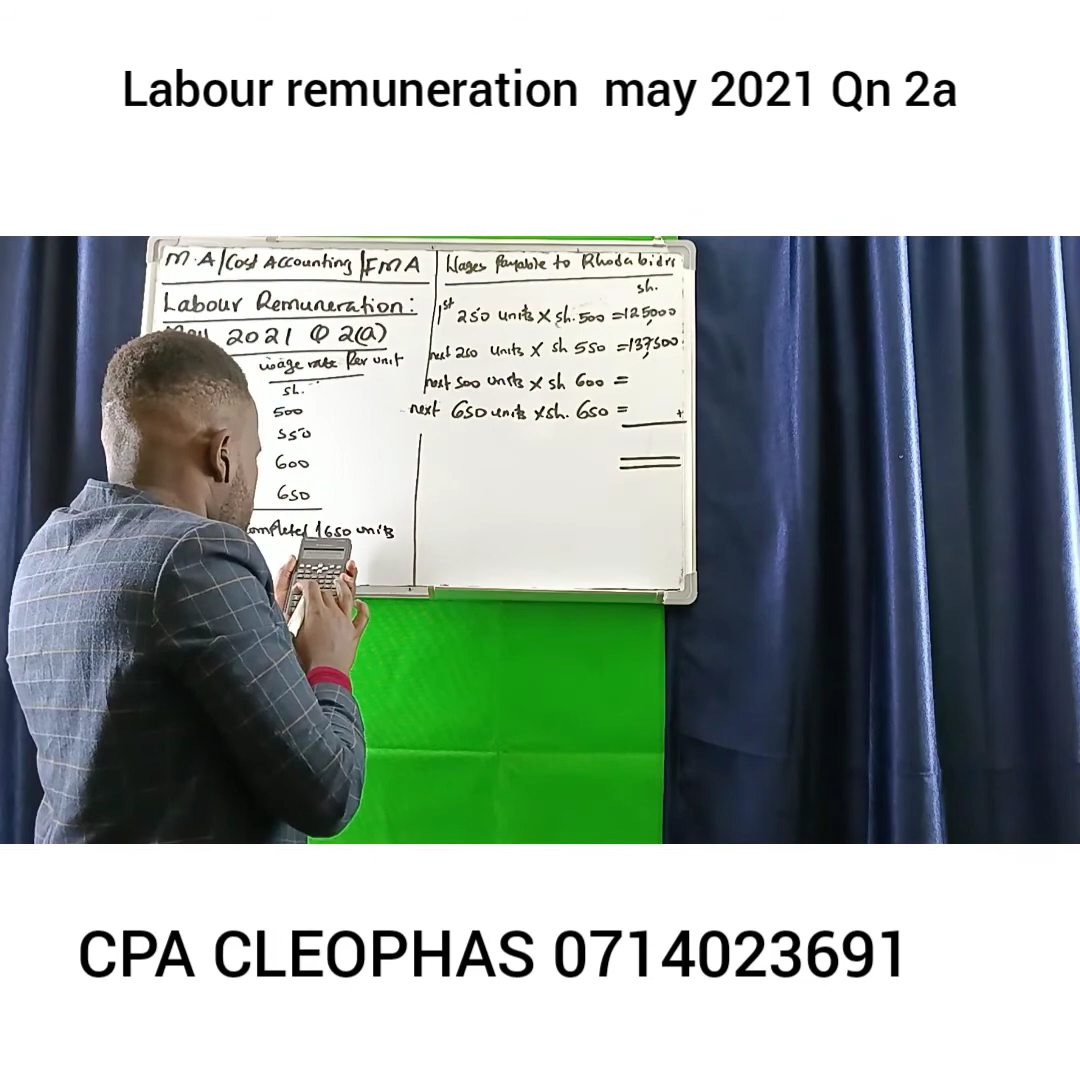 Labour remuneration may 2021 Qn 2a
M.A/Cost Accounting/FMA
Labour Remuneration:
May 2021 Q 2(a)
wage rate per unit
sh.
500
550
600
650
completed 1650 units
Wages Payable to Rhoda
sh.
1st 250 units X sh. 500 = 125,000
next 250 units X sh 550 = 137,500
next 500 units X sh 600 =
next 650 units X sh. 650 =
+
CPA CLEOPHAS 0714023691